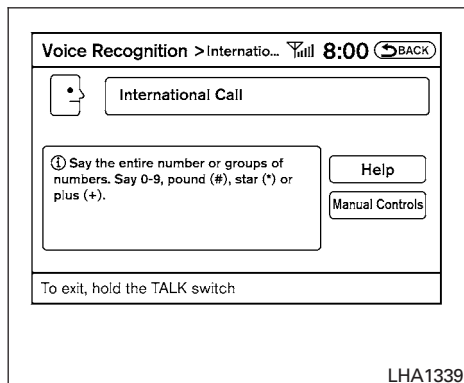 Voice Recognition > Internatio... 8:00 BACK
International Call
ⓘ Say the entire number or groups of
numbers. Say 0-9, pound (#), star (*) or
plus (+).
Help
Manual Controls
To exit, hold the TALK switch
LHA1339